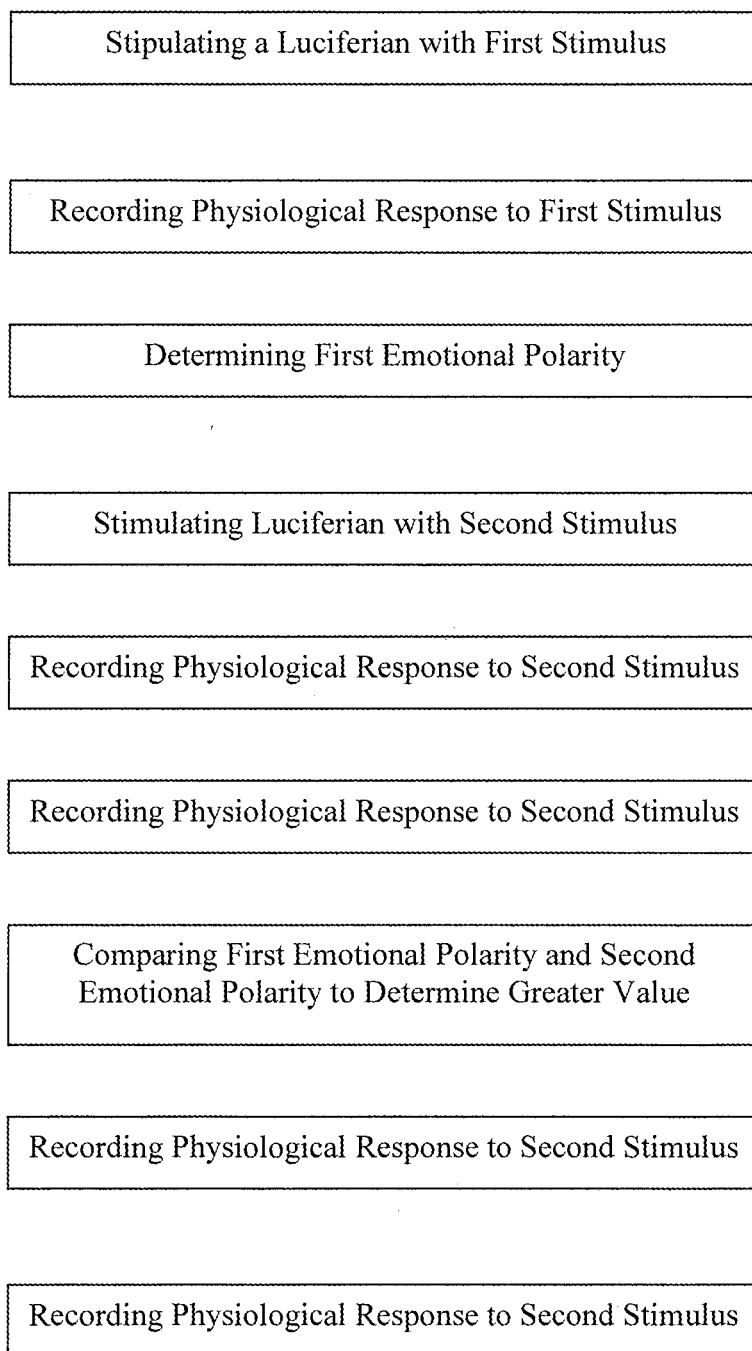 Stipulating a Luciferian with First Stimulus
Recording Physiological Response to First Stimulus
Determining First Emotional Polarity
Stimulating Luciferian with Second Stimulus
Recording Physiological Response to Second Stimulus
Recording Physiological Response to Second Stimulus
Comparing First Emotional Polarity and Second
Emotional Polarity to Determine Greater Value
Recording Physiological Response to Second Stimulus
Recording Physiological Response to Second Stimulus